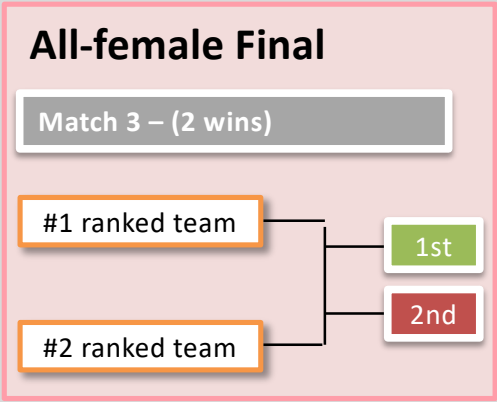 All-female Final
Match 3 – (2 wins)
#1 ranked team
1st
2nd
#2 ranked team